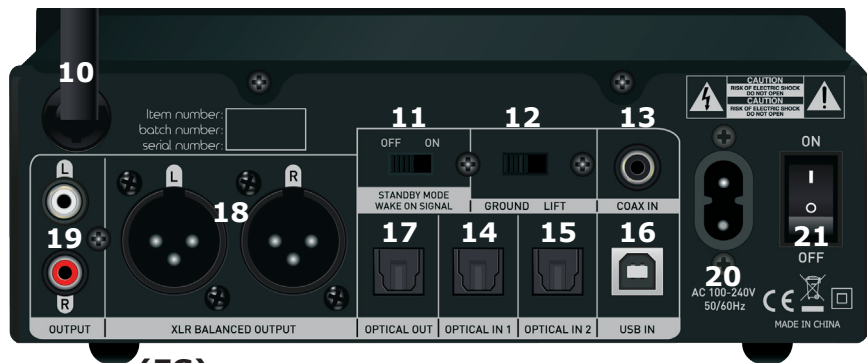 10
Item number:
batch number:
serial number:
11
12
13
CAUTION
RISK OF ELECTRIC SHOCK
DO NOT OPEN
CAUTION
RISK OF ELECTRIC SHOCK
DO NOT OPEN
OFF ON
ON
L
L
R
18
STANDBY MODE
WAKE ON SIGNAL
GROUND LIFT
COAX IN
19
17
14
15
16
20
21
OFF
R
AC 100-240V
50/60Hz
CE
MADE IN CHINA
OUTPUT
XLR BALANCED OUTPUT
OPTICAL OUT
OPTICAL IN 1
OPTICAL IN 2
USB IN